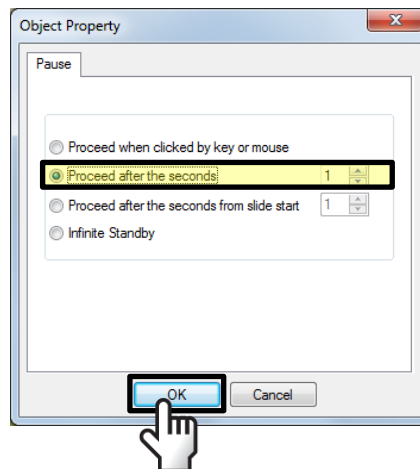 Object Property
Pause
Proceed when clicked by key or mouse
Proceed after the seconds 1
Proceed after the seconds from slide start 1
Infinite Standby
OK Cancel